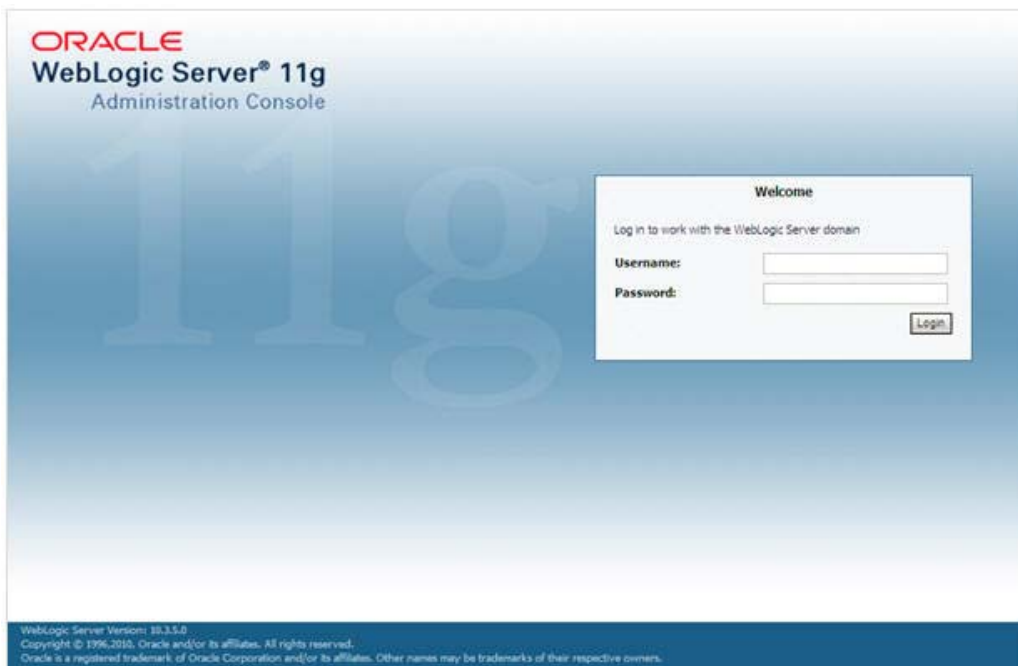 ORACLE
WebLogic Server® 11g
Administration Console
11g
Welcome
Log in to work with the WebLogic Server domain
Username:
Password:
Login
WebLogic Server Version: 10.3.5.0
Copyright © 1996,2010, Oracle and/or its affiliates. All rights reserved.
Oracle is a registered trademark of Oracle Corporation and/or its affiliates. Other names may be trademarks of their respective owners.